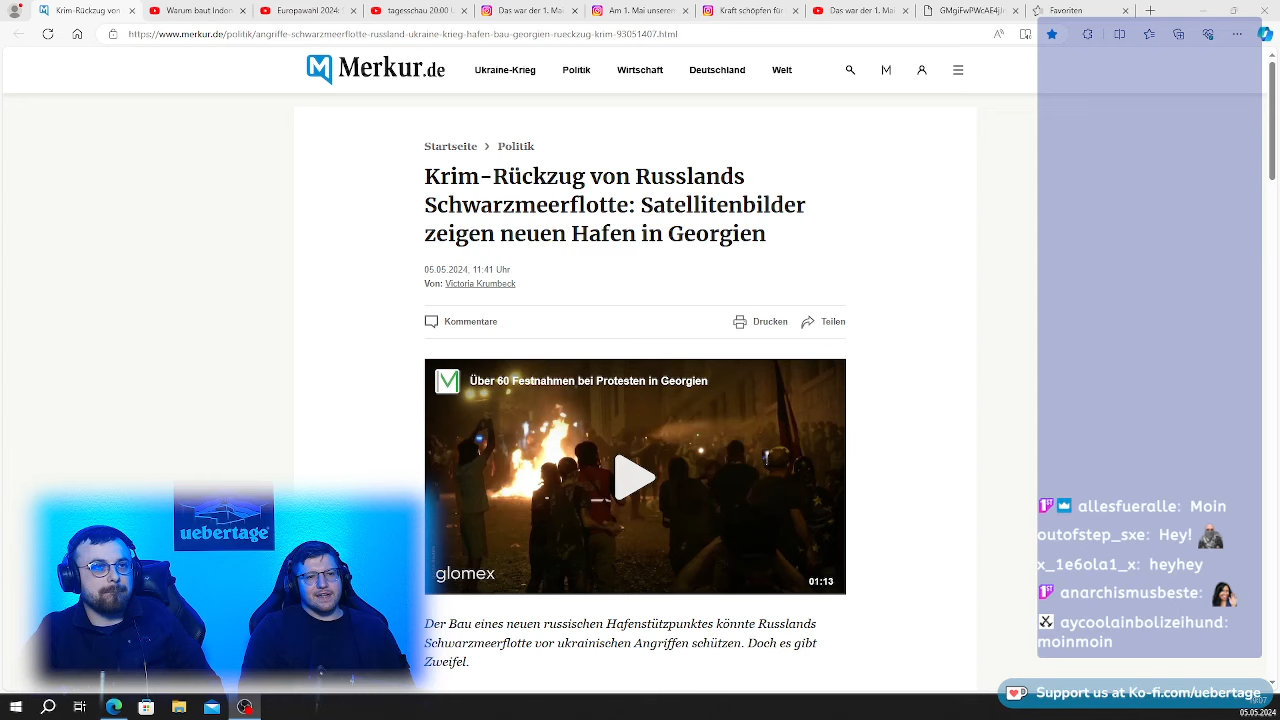 Krim-Rückzug von Russl
Warum baut Indon
Das war der 1. M
tagesschau 20:00 U
Am 1. Mai erinner
Kraft schöpfen für
Das war der 1. Mai
GMgiFwPWoAE4jl
Favoriten
https://www.merkur.de/politik/angriffe-schwarzmeerflotte-russland-ukraine-krieg-hafen-bau-georgien-rueckzug-krim-93051407.html
Merkur.de
Ukraine-Krieg Politik Wirtschaft Deutschland Welt
Startseite > Politik
Krim-Rückzug von Russlands
Schwarzmeerflotte: Satellitenbilder
zeigen neuen Hafen in Georgien
05.05.2024, 11:41 Uhr
Von: Victoria Krumbeck
Kommentare Drucken Teilen
Über 60 Festnahmen bei Protesten in Georgien
glomex
01:13
Der Bau eines neuen russischen Hafenstützpunktes könnte Russlands
Schwarzmeerflotte vor ukrainischen Angriffen schützen. Doch es gibt
Zweifel.
uebertage
allesfueralle: Moin
outofstep_sxe: Hey!
x_1e6ola1_x: heyhey
anarchismusbeste:
aycoolainbolizeihund:
moinmoin
Support us at Ko-fi.com/uebertage
19:07
05.05.2024